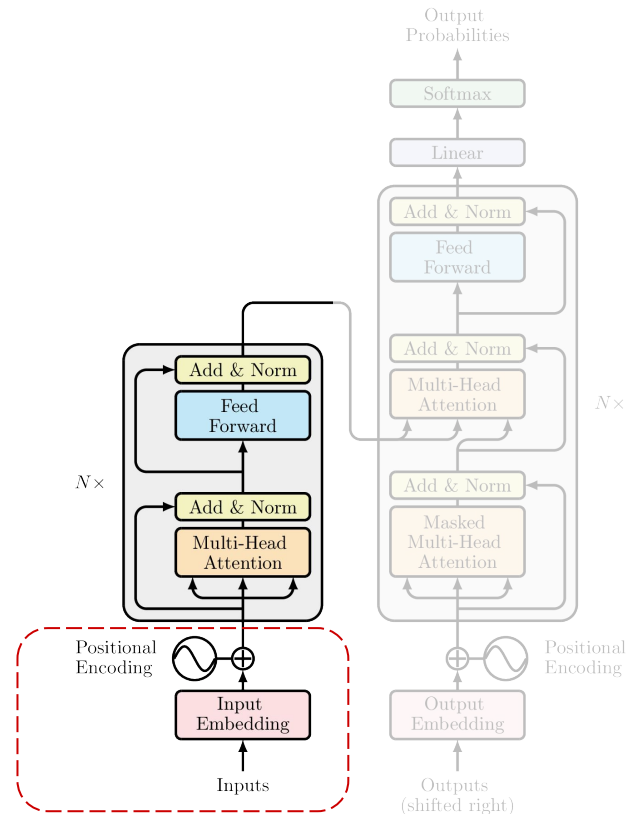 Output
Probabilities
Softmax
Linear
Add & Norm
Feed
Forward
Add & Norm
Multi-Head
Attention
N×
Add & Norm
Masked
Multi-Head
Attention
Add & Norm
Feed
Forward
N×
Add & Norm
Multi-Head
Attention
Positional
Encoding
Input
Embedding
Inputs
Positional
Encoding
Output
Embedding
Outputs
(shifted right)